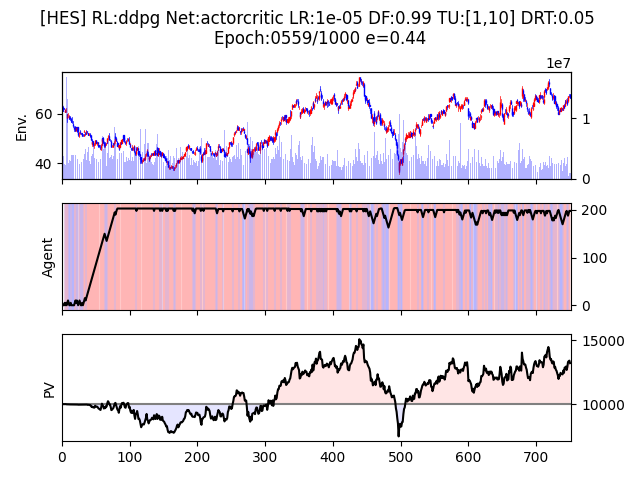 [HES] RL:ddpg Net:actorcritic LR:1e-05 DF:0.99 TU:[1,10] DRT:0.05
Epoch:0559/1000 e=0.44
1e7
Env.
60
40
1
0
Agent
200
100
0
PV
15000
10000
0 100 200 300 400 500 600 700